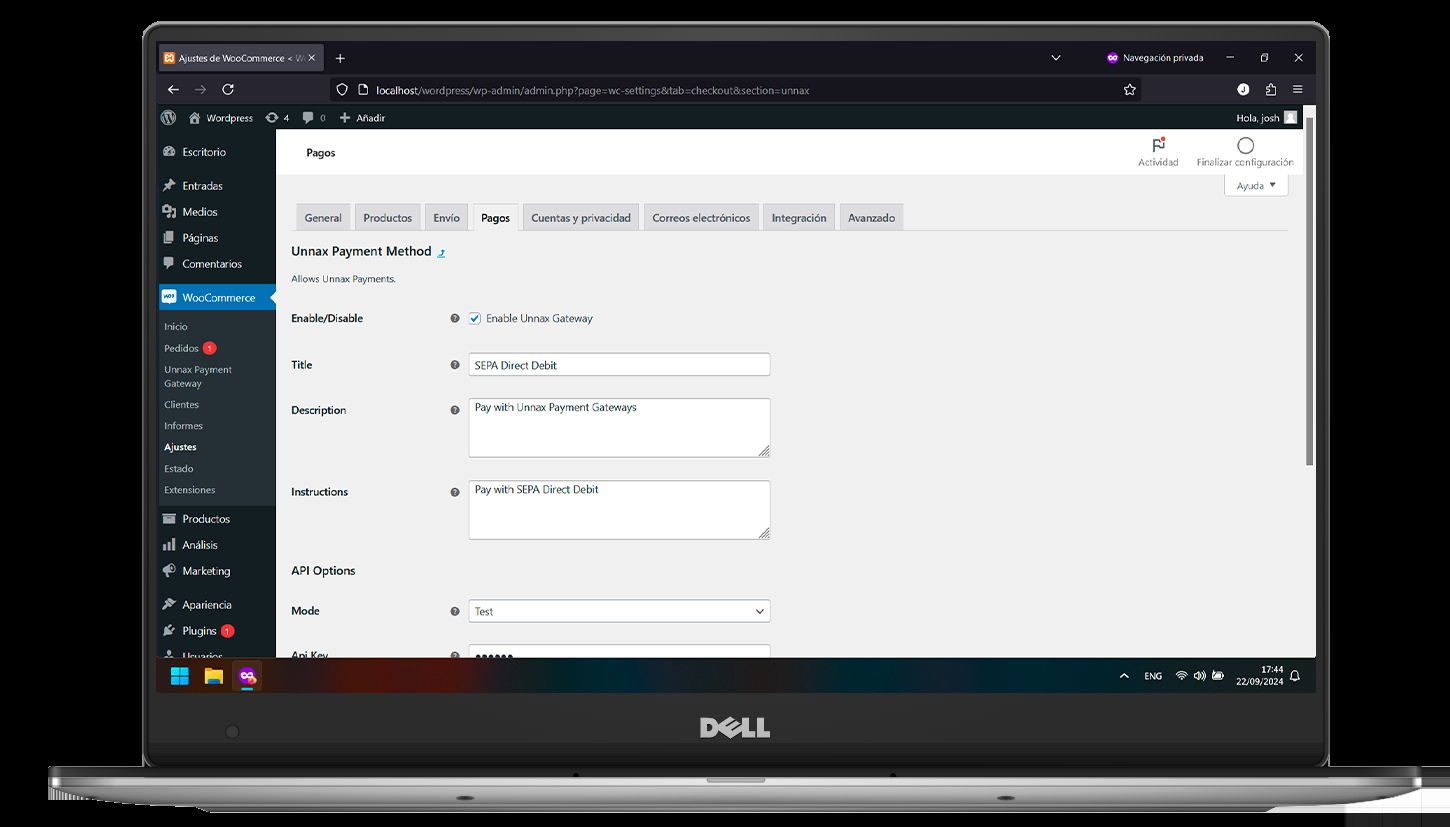 Ajustes de WooCommerce < W
Navegación privada
localhost/wordpress/wp-admin/admin.php?page=wc-settings&tab=checkout&section=unnax
J
Wordpress 4 0 Añadir
Hola, josh
Escritorio
Entradas
Medios
Páginas
Comentarios
WooCommerce
Inicio
Pedidos 1
Unnax Payment
Gateway
Clientes
Informes
Ajustes
Estado
Extensiones
Productos
Análisis
Marketing
Apariencia
Plugins 1
Usuarios
Pagos
Actividad
Finalizar configuración
Ayuda
General Productos Envío Pagos Cuentas y privacidad Correos electrónicos Integración Avanzado
Unnax Payment Method
Allows Unnax Payments.
Enable/Disable
Enable Unnax Gateway
Title
SEPA Direct Debit
Description
Pay with Unnax Payment Gateways
Instructions
Pay with SEPA Direct Debit
API Options
Mode
Test
Api Key
ENG
17:44
22/09/2024
DELL